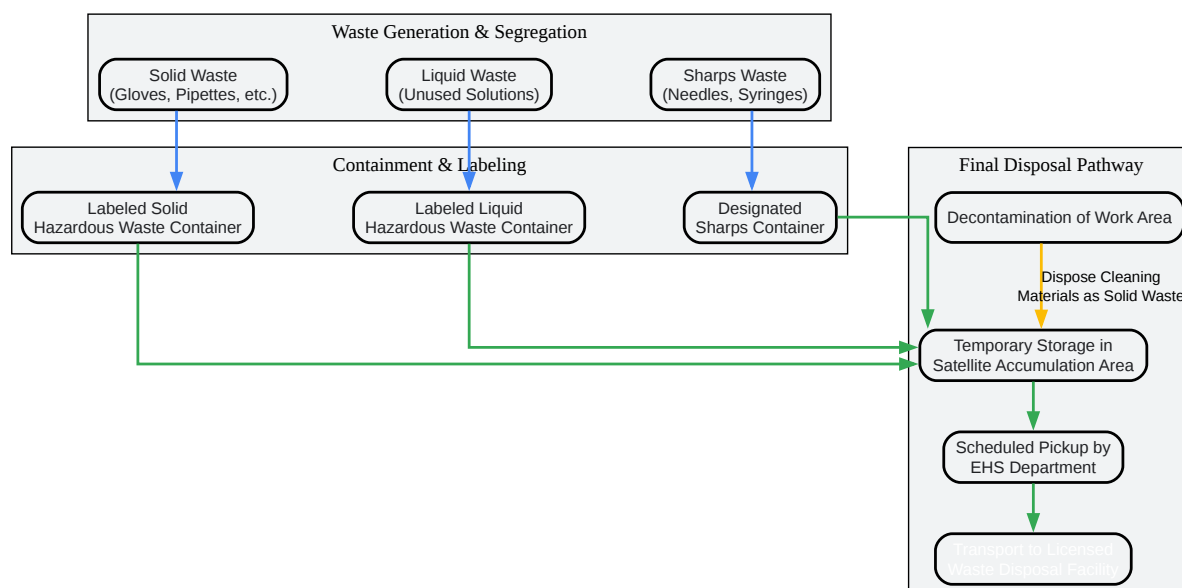 Waste Generation & Segregation
Solid Waste
(Gloves, Pipettes, etc.)
Liquid Waste
(Unused Solutions)
Sharps Waste
(Needles, Syringes)
Containment & Labeling
Labeled Solid
Hazardous Waste Container
Labeled Liquid
Hazardous Waste Container
Designated
Sharps Container
Final Disposal Pathway
Decontamination of Work Area
Dispose Cleaning
Materials as Solid Waste
Temporary Storage in
Satellite Accumulation Area
Scheduled Pickup by
EHS Department
Transport to Licensed
Waste Disposal Facility